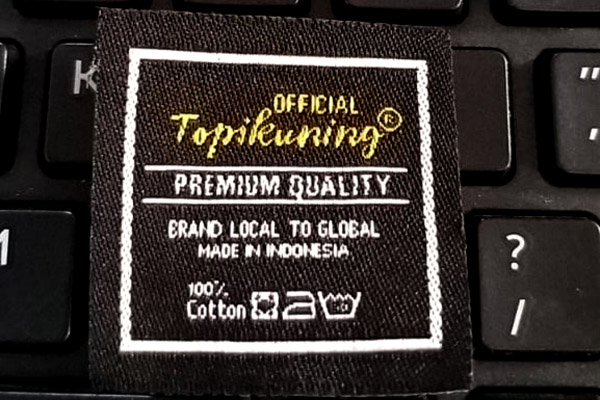 OFFICIAL
Topikuning®
PREMIUM QUALITY
BRAND LOCAL TO GLOBAL
MADE IN INDONESIA
100%
Cotton
K
M
"
'
?
/